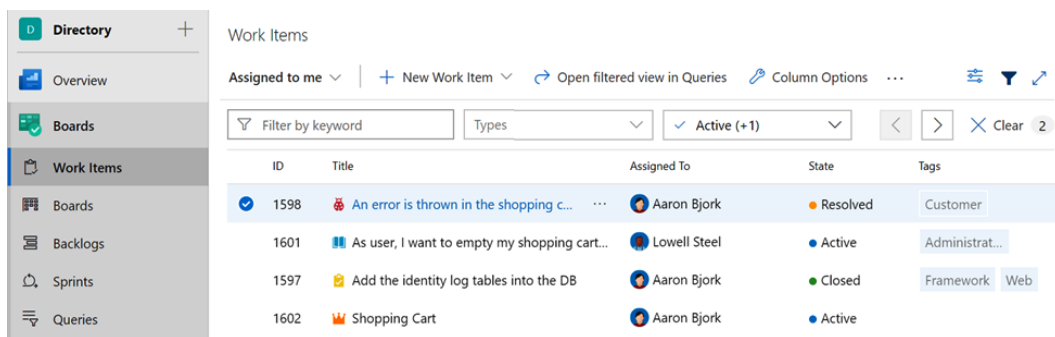 D Directory
Overview
Boards
Work Items
Boards
Backlogs
Sprints
Queries
Work Items
Assigned to me New Work Item Open filtered view in Queries Column Options ...
Filter by keyword Types Active (+1) Clear 2
ID Title Assigned To State Tags
1598 An error is thrown in the shopping c... ... Aaron Bjork Resolved Customer
1601 As user, I want to empty my shopping cart... Lowell Steel Active Administrat...
1597 Add the identity log tables into the DB Aaron Bjork Closed Framework Web
1602 Shopping Cart Aaron Bjork Active